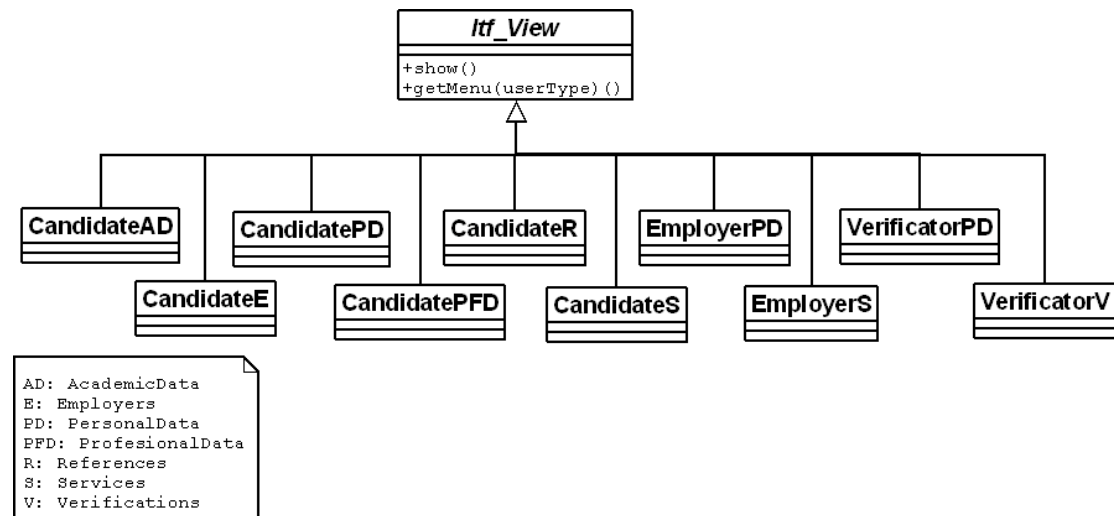 Itf_View
+show()
+getMenu(userType)()
CandidateAD
CandidatePD
CandidateR
EmployerPD
VerificatorPD
CandidateE
CandidatePFD
CandidateS
EmployerS
VerificatorV
AD: AcademicData
E: Employers
PD: PersonalData
PFD: ProfesionalData
R: References
S: Services
V: Verifications